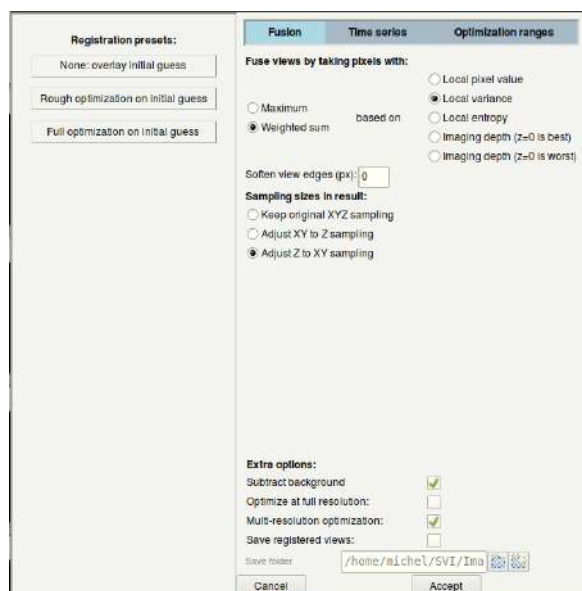 Registration presets:
None: overlay initial guess
Rough optimization on initial guess
Full optimization on initial guess
Fusion Time series Optimization ranges
Fuse views by taking pixels with:
Maximum
Weighted sum
based on
Local pixel value
Local variance
Local entropy
Imaging depth (z=0 is best)
Imaging depth (z=0 is worst)
Soften view edges (px): 0
Sampling sizes in result:
Keep original XYZ sampling
Adjust XY to Z sampling
Adjust Z to XY sampling
Extra options:
Subtract background
Optimize at full resolution:
Multi-resolution optimization:
Save registered views:
Save folder /home/michel/SVI/Ima
Cancel Accept